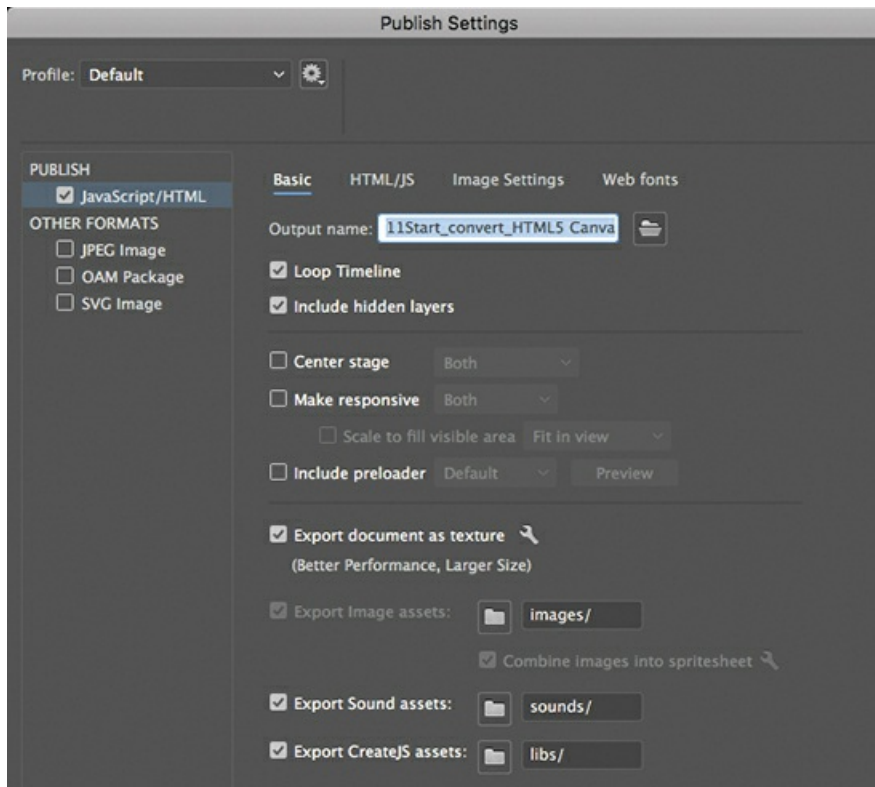 Publish Settings
Profile: Default
PUBLISH
JavaScript/HTML
OTHER FORMATS
JPEG Image
OAM Package
SVG Image
Basic HTML/JS Image Settings Web fonts
Output name: 11Start_convert_HTML5 Canva
Loop Timeline
Include hidden layers
Center stage Both
Make responsive Both
Scale to fill visible area Fit in view
Include preloader Default Preview
Export document as texture
(Better Performance, Larger Size)
Export Image assets: images/
Combine images into spritesheet
Export Sound assets: sounds/
Export CreateJS assets: libs/